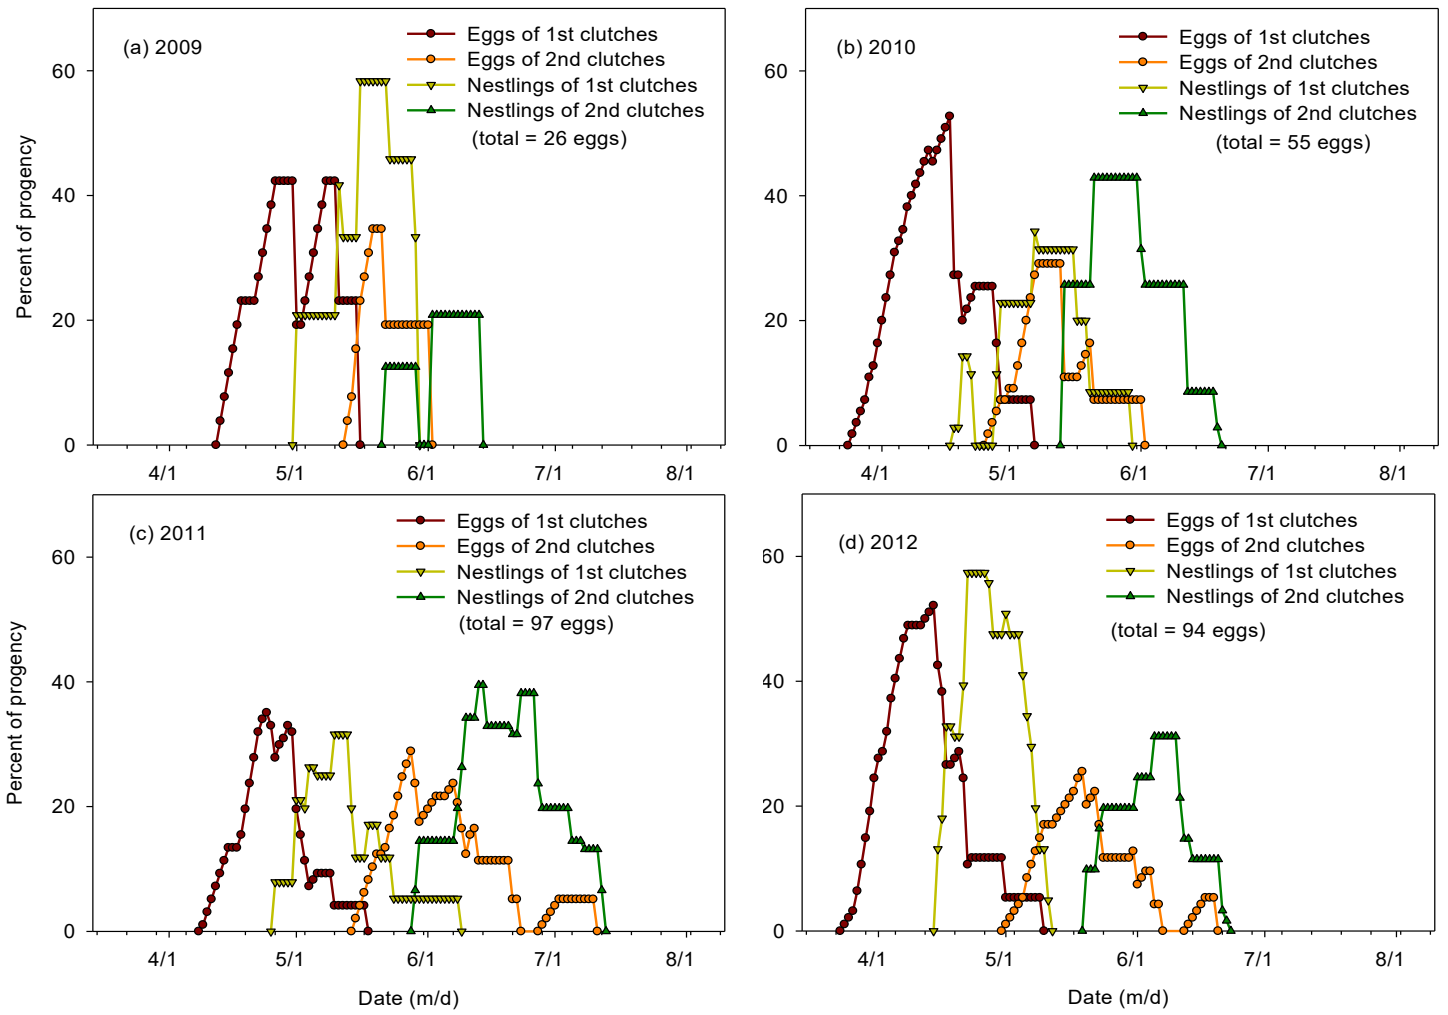 (a) 2009
Eggs of 1st clutches
Eggs of 2nd clutches
Nestlings of 1st clutches
Nestlings of 2nd clutches
(total = 26 eggs)
Percent of progency
60
40
20
0
4/1
5/1
6/1
7/1
8/1
(b) 2010
Eggs of 1st clutches
Eggs of 2nd clutches
Nestlings of 1st clutches
Nestlings of 2nd clutches
(total = 55 eggs)
60
40
20
0
4/1
5/1
6/1
7/1
8/1
(c) 2011
Eggs of 1st clutches
Eggs of 2nd clutches
Nestlings of 1st clutches
Nestlings of 2nd clutches
(total = 97 eggs)
Percent of progency
60
40
20
0
4/1
5/1
6/1
7/1
8/1
Date (m/d)
(d) 2012
Eggs of 1st clutches
Eggs of 2nd clutches
Nestlings of 1st clutches
Nestlings of 2nd clutches
(total = 94 eggs)
60
40
20
0
4/1
5/1
6/1
7/1
8/1
Date (m/d)